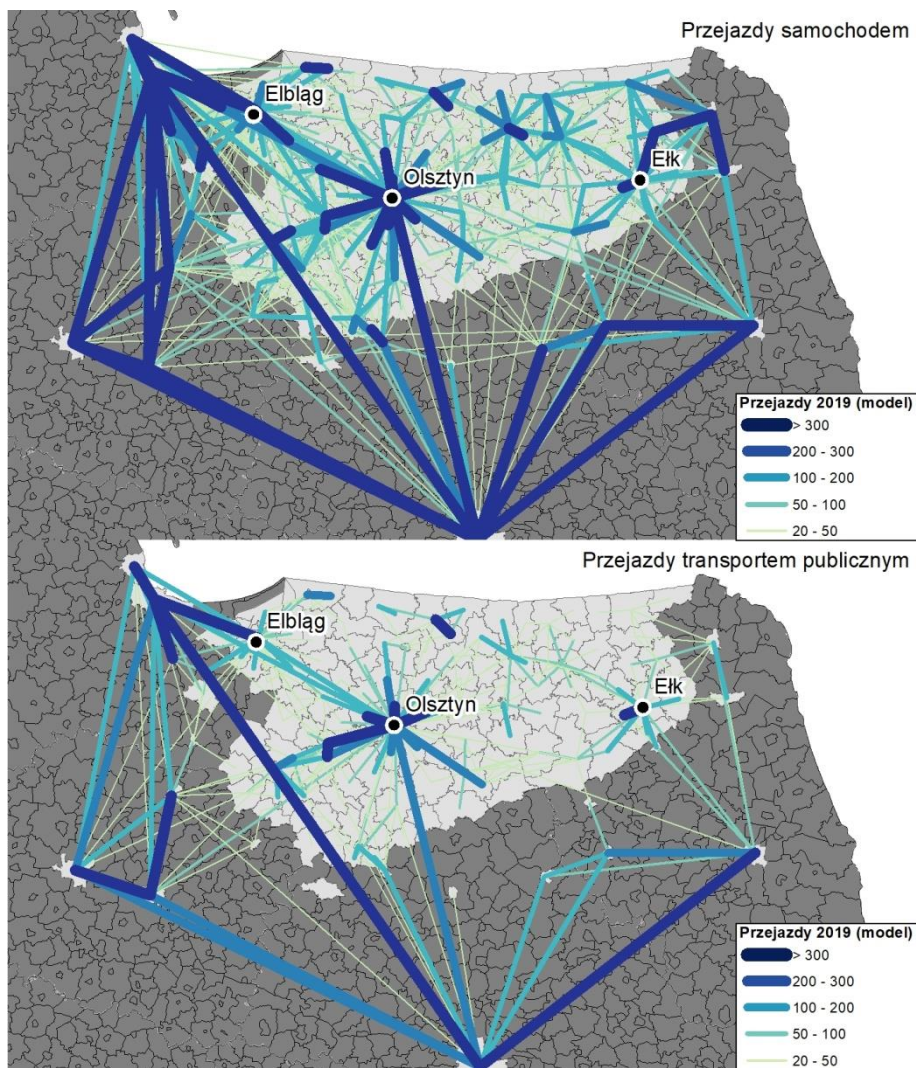 Przejazdy samochodem
Elbląg
Olsztyn
Ełk
Przejazdy 2019 (model)
> 300
200 - 300
100 - 200
50 - 100
20 - 50
Przejazdy transportem publicznym
Elbląg
Olsztyn
Ełk
Przejazdy 2019 (model)
> 300
200 - 300
100 - 200
50 - 100
20 - 50